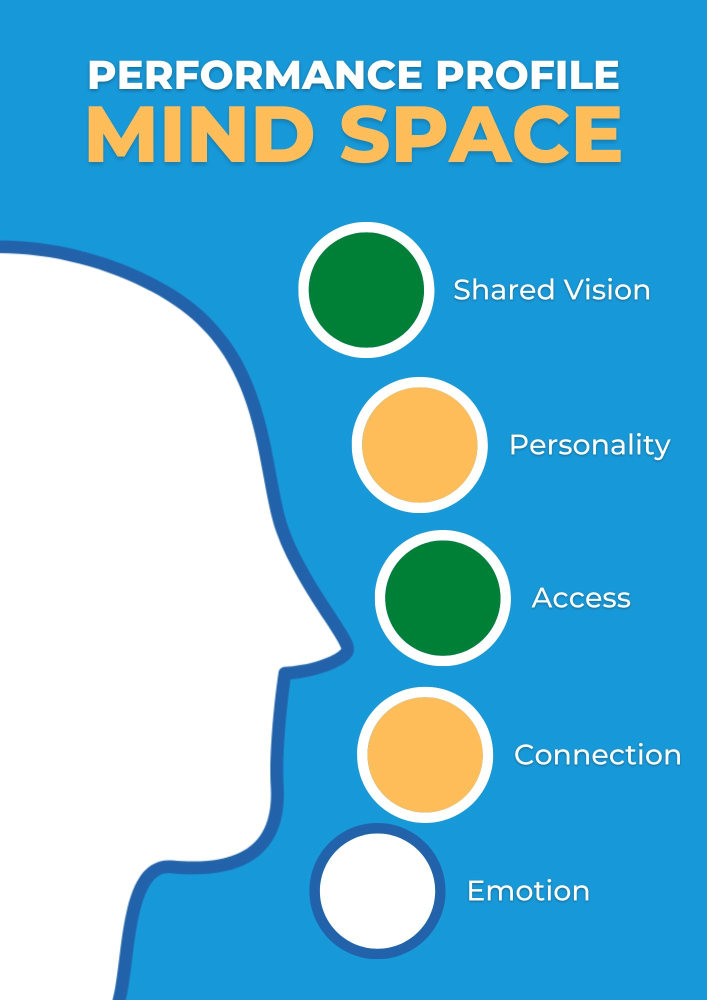 PERFORMANCE PROFILE
MIND SPACE
Shared Vision
Personality
Access
Connection
Emotion